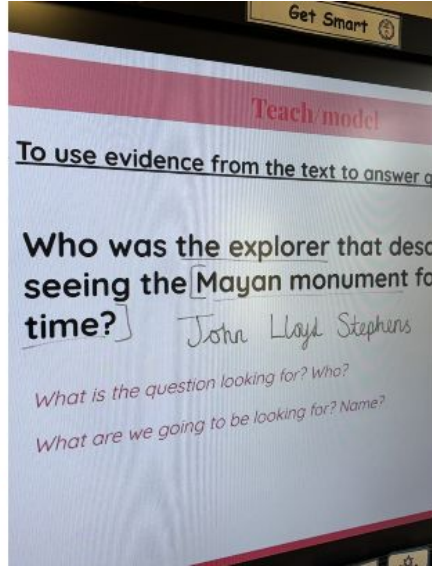 Get Smart
Teach/model
To use evidence from the text to answer
Who was the explorer that desc
seeing the Mayan monument fo
time?
John Lloyd Stephens
What is the question looking for? Who?
What are we going to be looking for? Name?